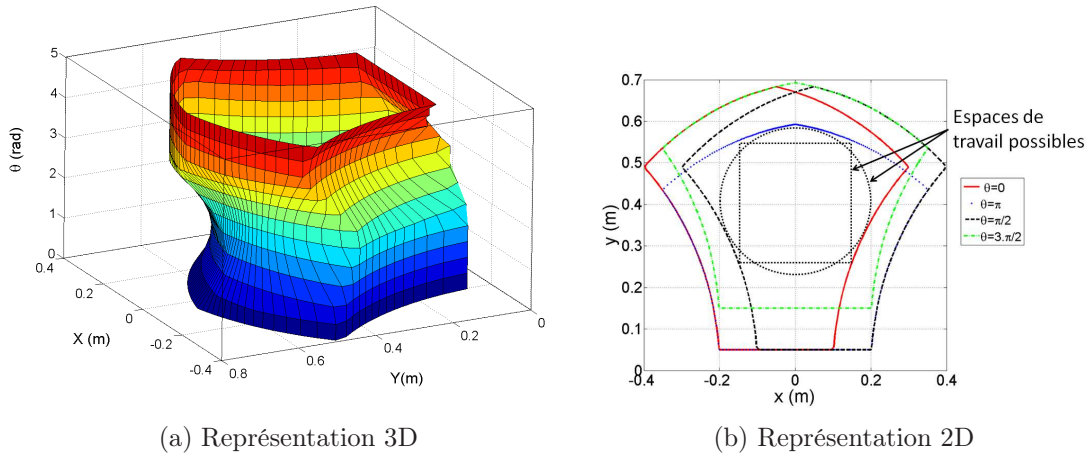 5
4
3
2
1
0
θ (rad)
0.4
0.2
0
-0.2
-0.4
X (m)
0.8
0.6
0.4
0.2
0
Y(m)
(a) Représentation 3D
0.7
0.6
0.5
0.4
0.3
0.2
0.1
0
y (m)
-0.4
-0.2
0
0.2
0.4
x (m)
Espaces de
travail possibles
θ=0
θ=π
θ=π/2
θ=3.π/2
(b) Représentation 2D